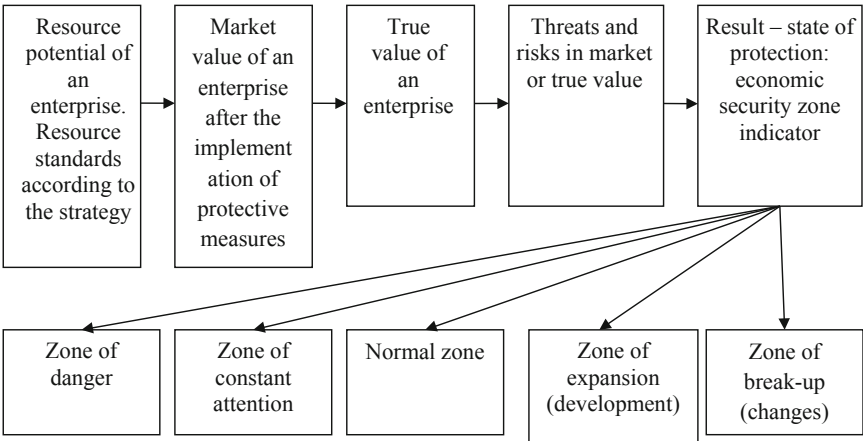 Resource
potential of
an
enterprise.
Resource
standards
according to
the strategy
Market
value of an
enterprise
after the
implement
ation of
protective
measures
True
value of
an
enterprise
Threats and
risks in market
or true value
Result – state of
protection:
economic
security zone
indicator
Zone of
danger
Zone of
constant
attention
Normal zone
Zone of
expansion
(development)
Zone of
break-up
(changes)